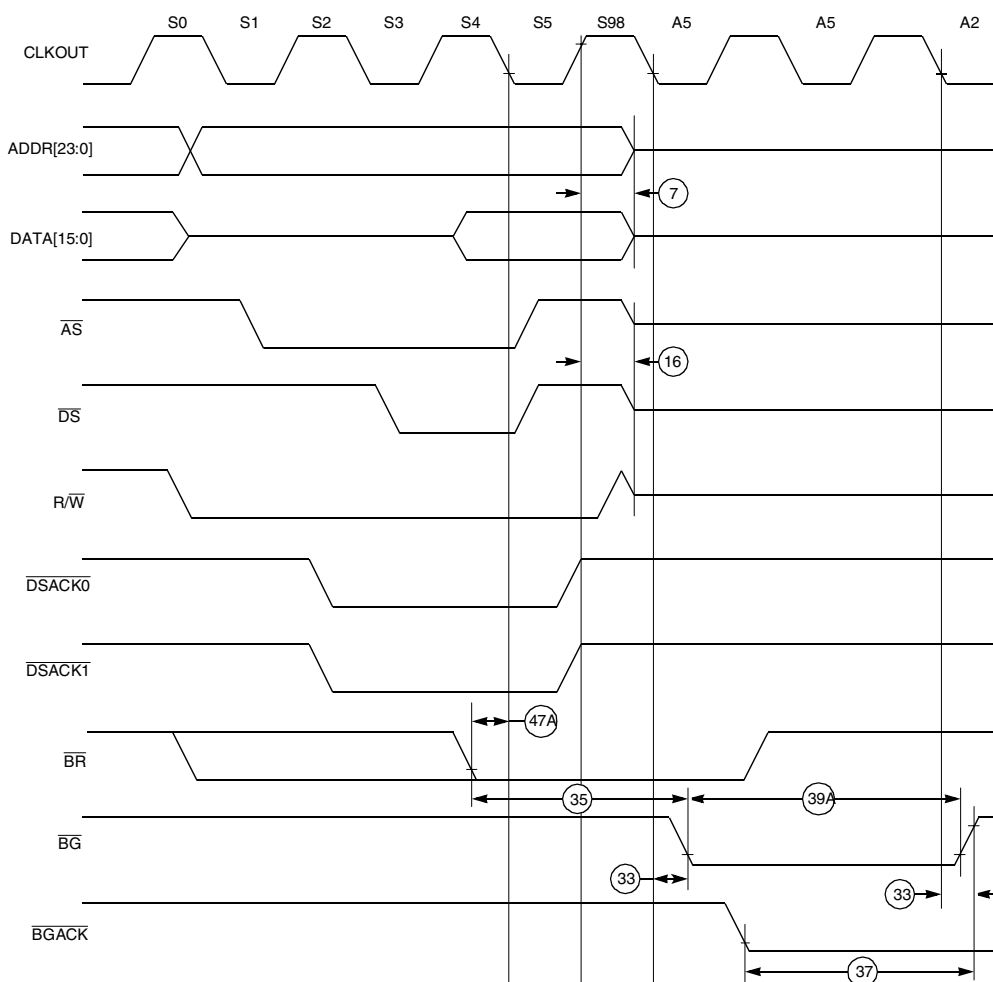 S0 S1 S2 S3 S4 S5 S98 A5 A5 A2
CLKOUT
ADDR[23:0]
7
DATA[15:0]
AS
16
DS
R/W
DSACK0
DSACK1
47A
BR
35 39A
BG
33 33
BGACK
37